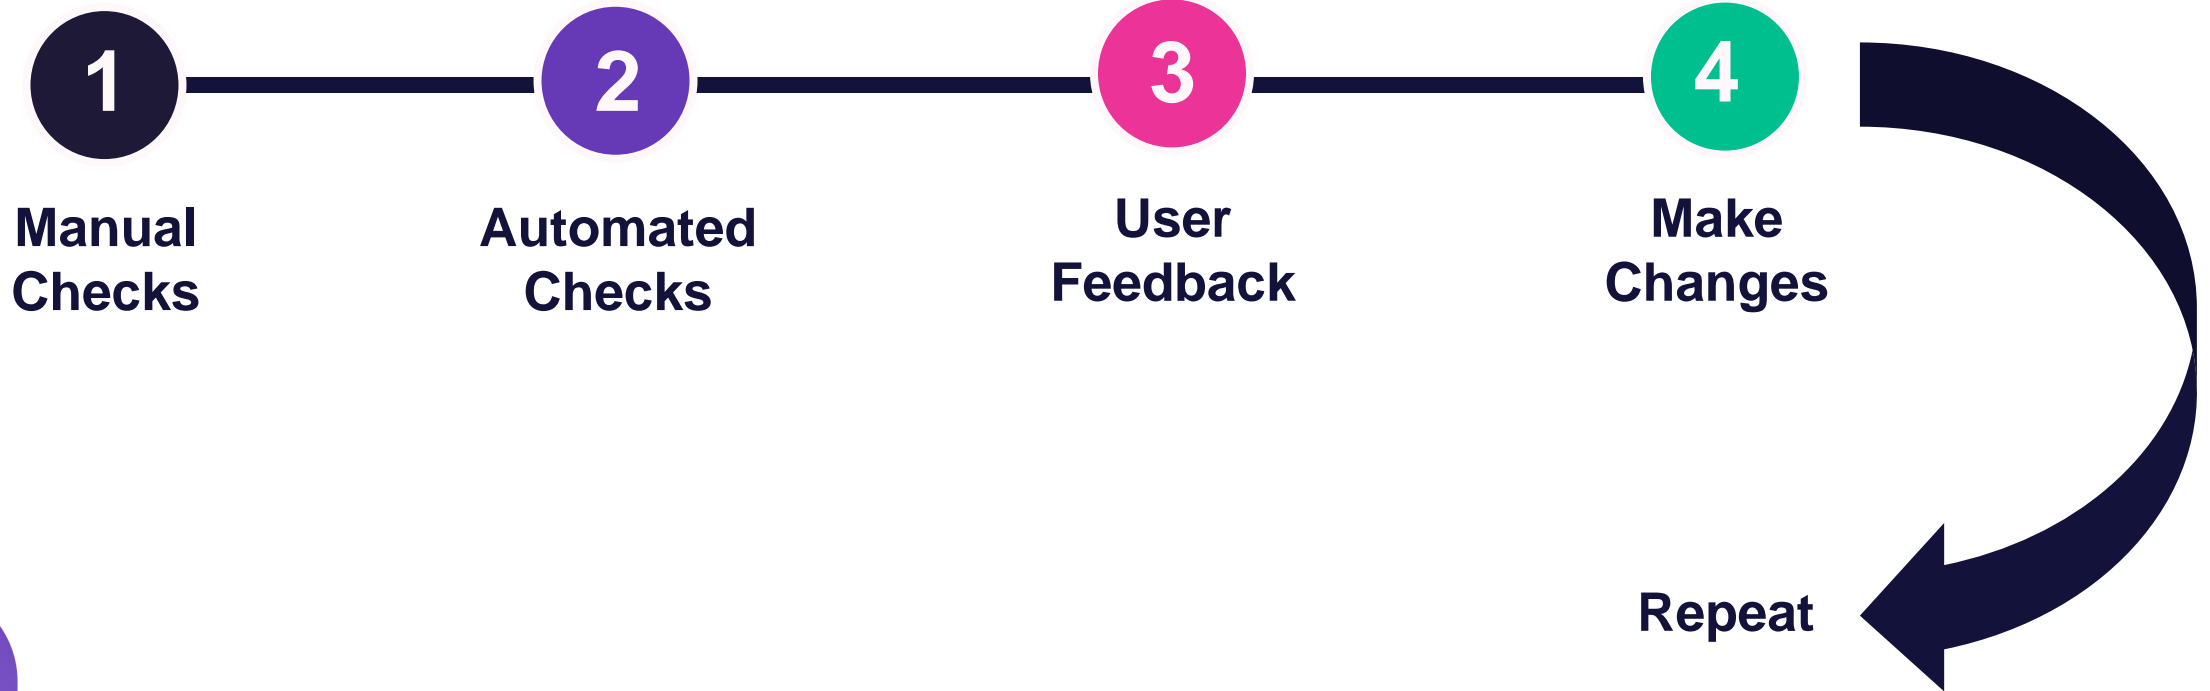 1
2
3
4
Manual
Checks
Automated
Checks
User
Feedback
Make
Changes
Repeat